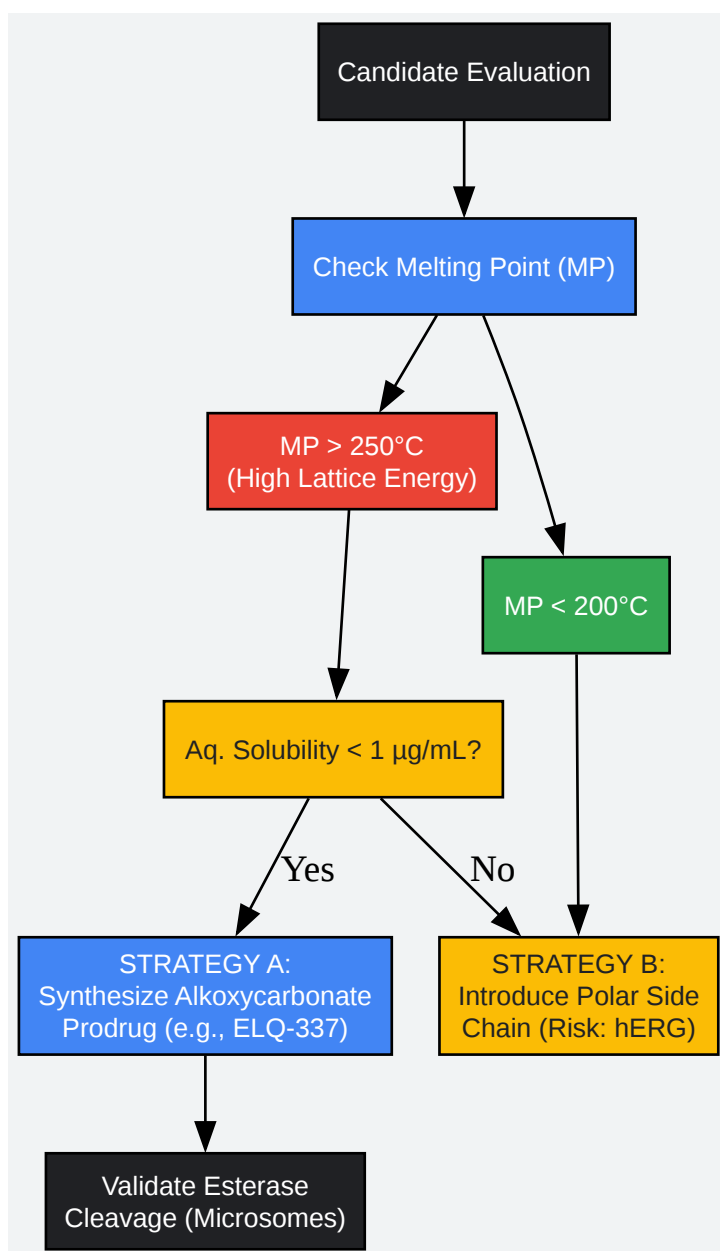 Candidate Evaluation
Check Melting Point (MP)
MP > 250°C
(High Lattice Energy)
MP < 200°C
Aq. Solubility < 1 µg/mL?
Yes
No
STRATEGY A:
Synthesize Alkoxycarbonate
Prodrug (e.g., ELQ-337)
STRATEGY B:
Introduce Polar Side
Chain (Risk: hERG)
Validate Esterase
Cleavage (Microsomes)